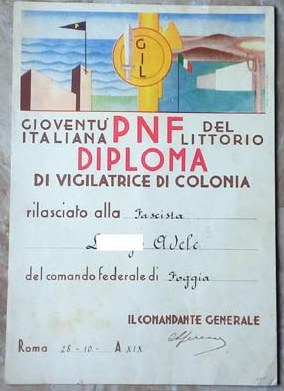 GIL
GIOVENTU' PNF DEL
ITALIANA LITTORIO
DIPLOMA
DI VIGILATRICE DI COLONIA
rilasciato alla Fascista
Adele
del comando federale di Foggia
IL COMANDANTE GENERALE
Roma 28-10- A XIX